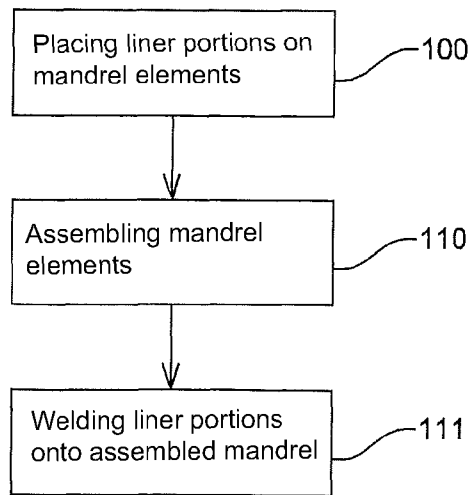 Placing liner portions on
mandrel elements
100
Assembling mandrel
elements
110
Welding liner portions
onto assembled mandrel
111